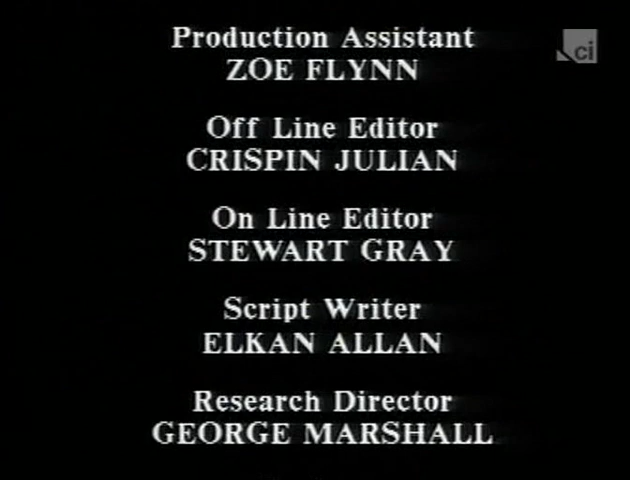 Production Assistant
ZOE FLYNN
ci
Off Line Editor
CRISPIN JULIAN
On Line Editor
STEWART GRAY
Script Writer
ELKAN ALLAN
Research Director
GEORGE MARSHALL